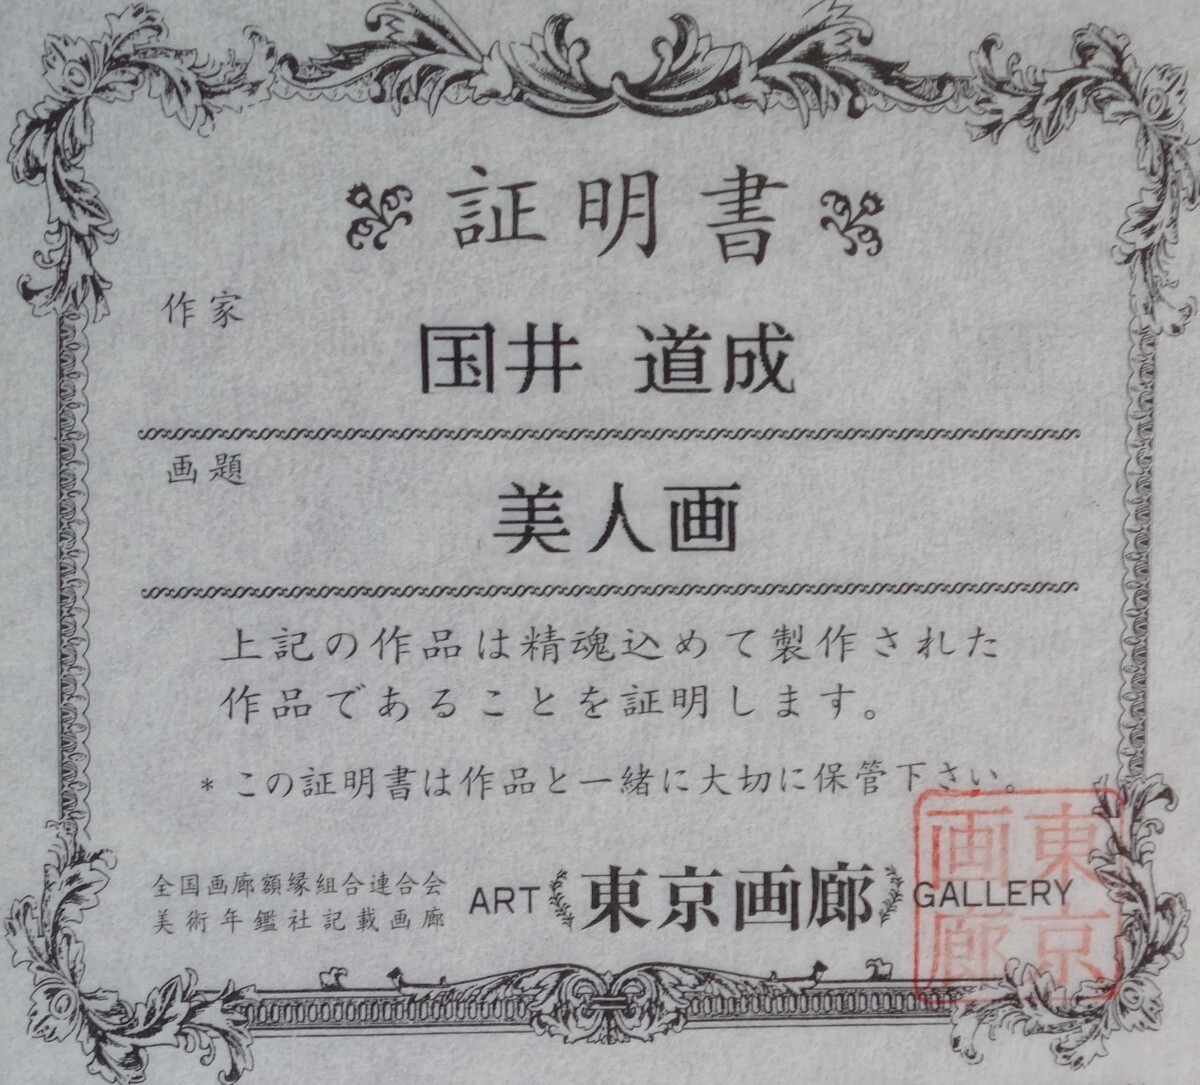 証明書
作家
国井 道成
画題
美人画
上記の作品は精魂込めて製作された
作品であることを証明します。
* この証明書は作品と一緒に大切に保管下さい。
全国画廊額縁組合連合会
美術年鑑社記載画廊
ART 東京画廊 GALLERY
東京
画廊